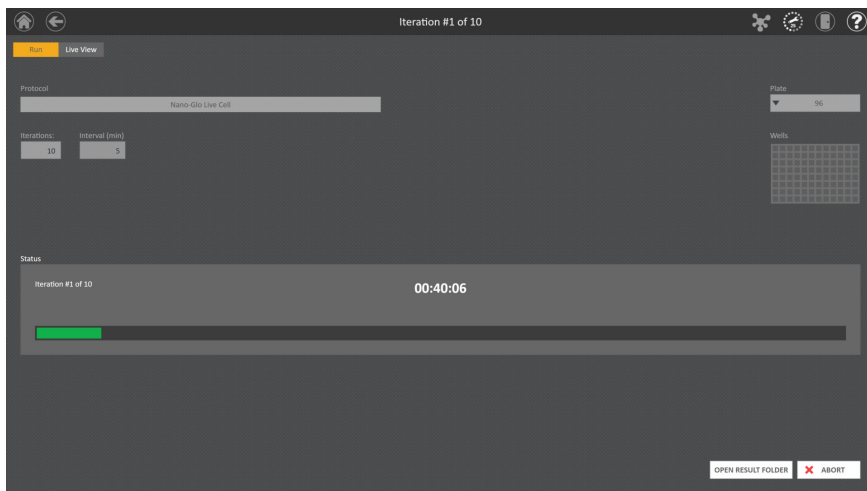 Iteration #1 of 10
25
?
Run
Live View
Protocol
Plate
Nano-Glo Live Cell
96
Iterations:
Interval (min)
Wells
10
5
Status
Iteration #1 of 10
00:40:06
OPEN RESULT FOLDER
ABORT